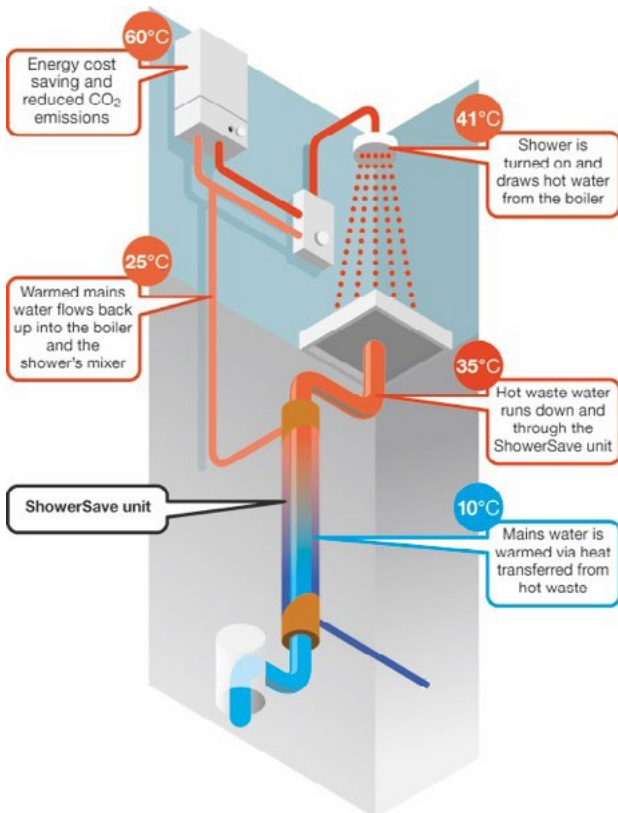 60°C
Energy cost
saving and
reduced CO₂
emissions
41°C
Shower is
turned on and
draws hot water
from the boiler
25°C
Warmed mains
water flows back
up into the boiler
and the
shower's mixer
35°C
Hot waste water
runs down and
through the
ShowerSave unit
ShowerSave unit
10°C
Mains water is
warmed via heat
transferred from
hot waste